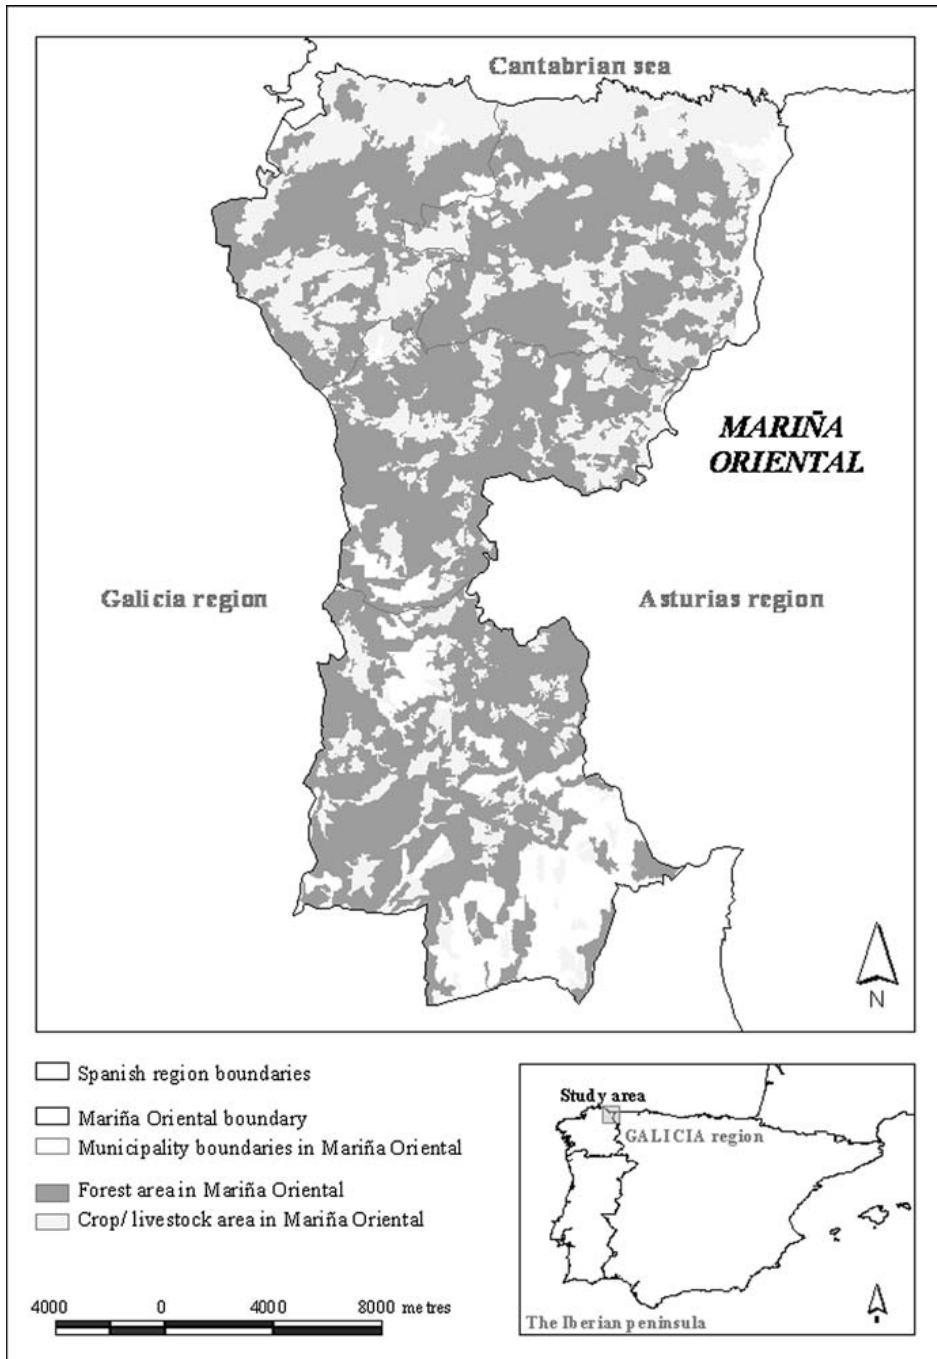 Cantabrian sea
MARIÑA
ORIENTAL
Galicia region
Asturias region
N
Spanish region boundaries
Mariña Oriental boundary
Municipality boundaries in Mariña Oriental
Forest area in Mariña Oriental
Crop/ livestock area in Mariña Oriental
4000 0 4000 8000 metres
Study area
GALICIA region
The Iberian peninsula